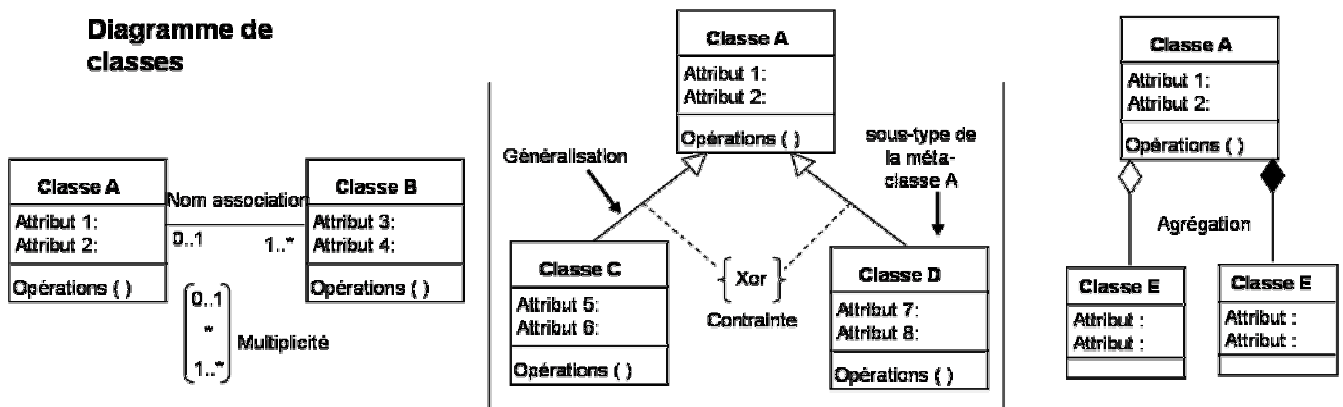 Diagramme de
classes
Classe A
Attribut 1:
Attribut 2:
Opérations ( )
Nom association
0..1
1..*
Classe B
Attribut 3:
Attribut 4:
Opérations ( )
0..1
*
1..*
Multiplicité
Classe A
Attribut 1:
Attribut 2:
Opérations ( )
Généralisation
sous-type de
la méta-
classe A
Classe C
Attribut 5:
Attribut 6:
Opérations ( )
{ Xor }
Contrainte
Classe D
Attribut 7:
Attribut 8:
Opérations ( )
Classe A
Attribut 1:
Attribut 2:
Opérations ( )
Agrégation
Classe E
Attribut :
Attribut :
Classe E
Attribut :
Attribut :